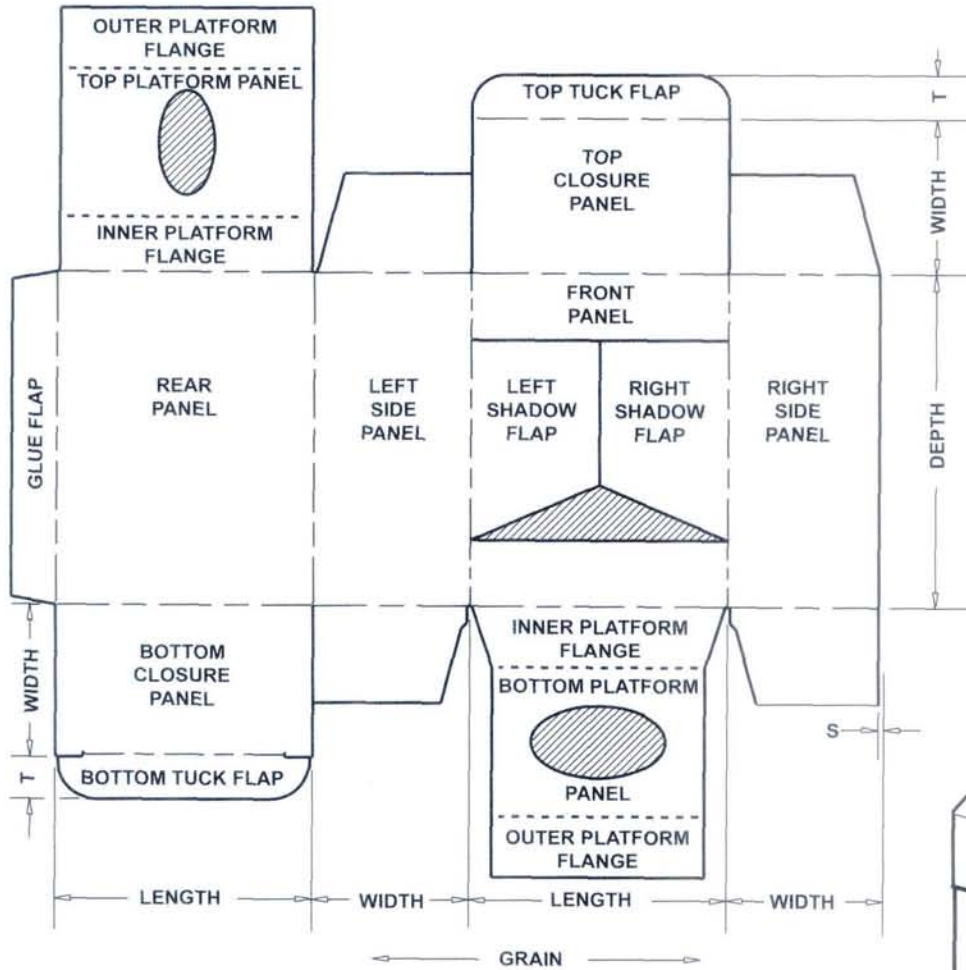 OUTER PLATFORM
FLANGE
TOP PLATFORM PANEL
INNER PLATFORM
FLANGE
TOP TUCK FLAP
T
TOP
CLOSURE
PANEL
WIDTH
FRONT
PANEL
GLUE FLAP
REAR
PANEL
LEFT
SIDE
PANEL
LEFT
SHADOW
FLAP
RIGHT
SHADOW
FLAP
RIGHT
SIDE
PANEL
DEPTH
WIDTH
BOTTOM
CLOSURE
PANEL
T
BOTTOM TUCK FLAP
INNER PLATFORM
FLANGE
BOTTOM PLATFORM
PANEL
OUTER PLATFORM
FLANGE
S
LENGTH
WIDTH
LENGTH
WIDTH
GRAIN